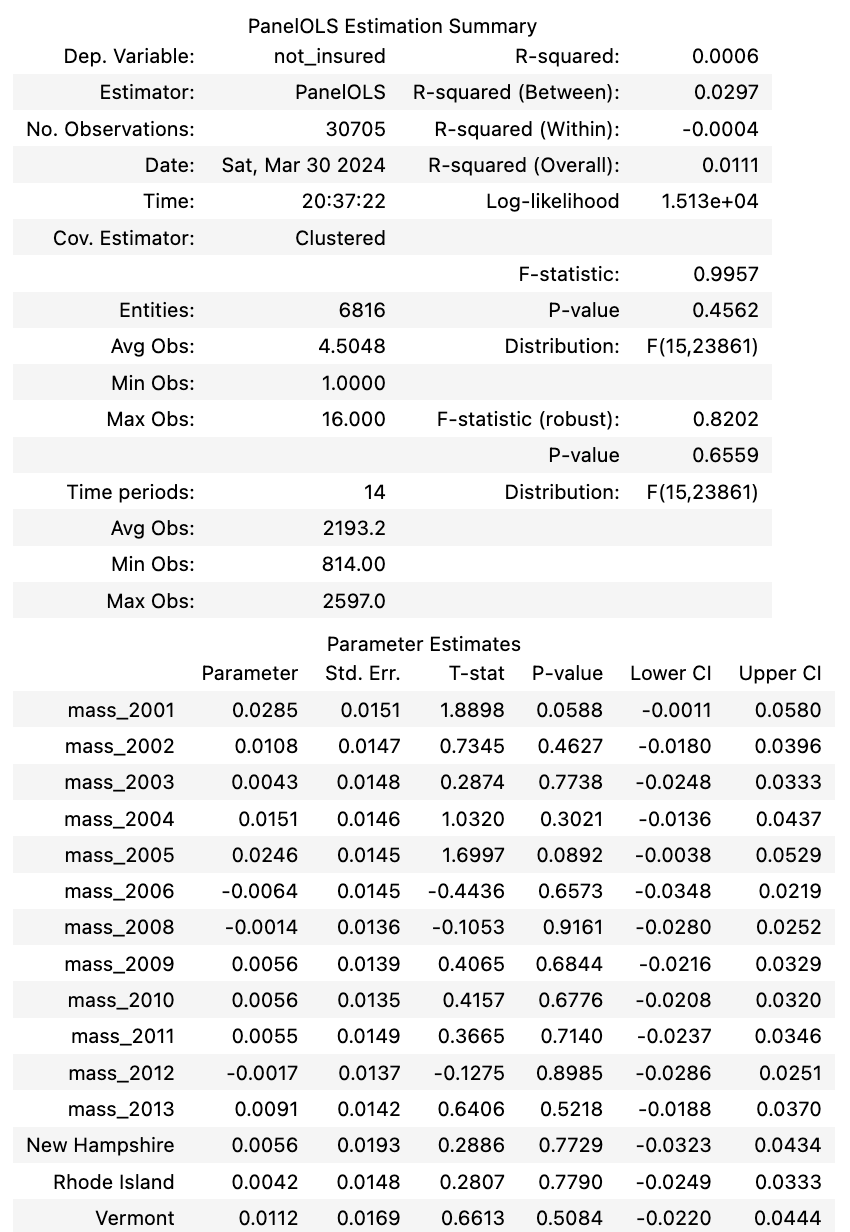 PanelOLS Estimation Summary
Dep. Variable: not_insured R-squared: 0.0006
Estimator: PanelOLS R-squared (Between): 0.0297
No. Observations: 30705 R-squared (Within): -0.0004
Date: Sat, Mar 30 2024 R-squared (Overall): 0.0111
Time: 20:37:22 Log-likelihood 1.513e+04
Cov. Estimator: Clustered
F-statistic: 0.9957
Entities: 6816 P-value 0.4562
Avg Obs: 4.5048 Distribution: F(15,23861)
Min Obs: 1.0000
Max Obs: 16.000 F-statistic (robust): 0.8202
P-value 0.6559
Time periods: 14 Distribution: F(15,23861)
Avg Obs: 2193.2
Min Obs: 814.00
Max Obs: 2597.0
Parameter Estimates
Parameter Std. Err. T-stat P-value Lower CI Upper CI
mass_2001 0.0285 0.0151 1.8898 0.0588 -0.0011 0.0580
mass_2002 0.0108 0.0147 0.7345 0.4627 -0.0180 0.0396
mass_2003 0.0043 0.0148 0.2874 0.7738 -0.0248 0.0333
mass_2004 0.0151 0.0146 1.0320 0.3021 -0.0136 0.0437
mass_2005 0.0246 0.0145 1.6997 0.0892 -0.0038 0.0529
mass_2006 -0.0064 0.0145 -0.4436 0.6573 -0.0348 0.0219
mass_2008 -0.0014 0.0136 -0.1053 0.9161 -0.0280 0.0252
mass_2009 0.0056 0.0139 0.4065 0.6844 -0.0216 0.0329
mass_2010 0.0056 0.0135 0.4157 0.6776 -0.0208 0.0320
mass_2011 0.0055 0.0149 0.3665 0.7140 -0.0237 0.0346
mass_2012 -0.0017 0.0137 -0.1275 0.8985 -0.0286 0.0251
mass_2013 0.0091 0.0142 0.6406 0.5218 -0.0188 0.0370
New Hampshire 0.0056 0.0193 0.2886 0.7729 -0.0323 0.0434
Rhode Island 0.0042 0.0148 0.2807 0.7790 -0.0249 0.0333
Vermont 0.0112 0.0169 0.6613 0.5084 -0.0220 0.0444